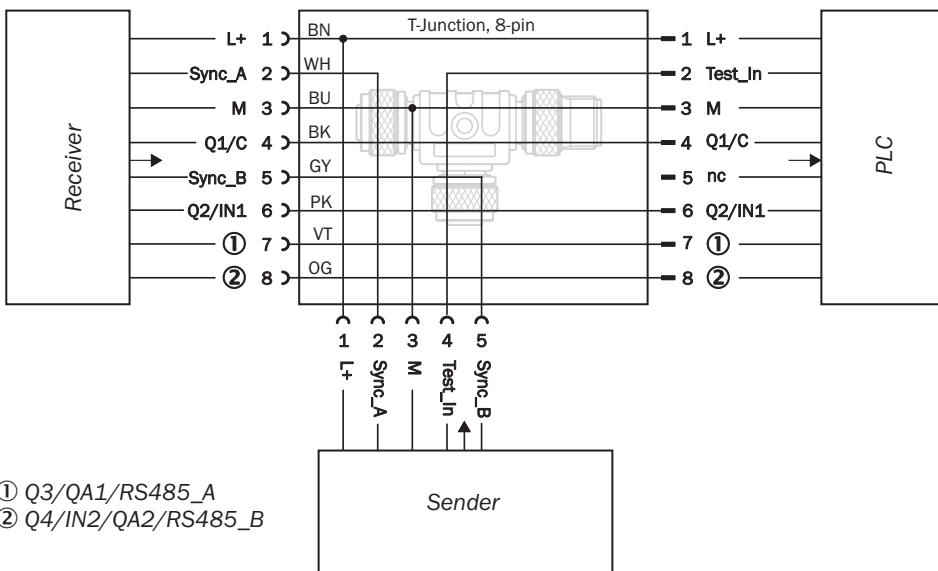 T-Junction, 8-pin
L+ 1 BN 1 L+
Sync_A 2 WH 2 Test_In
M 3 BU 3 M
Q1/C 4 BK 4 Q1/C
Sync_B 5 GY 5 nc
Q2/IN1 6 PK 6 Q2/IN1
① 7 VT 7 ①
② 8 OG 8 ②
Receiver
PLC
1 2 3 4 5
L+ Sync_A M Test_In Sync_B
Sender
① Q3/QA1/RS485_A
② Q4/IN2/QA2/RS485_B